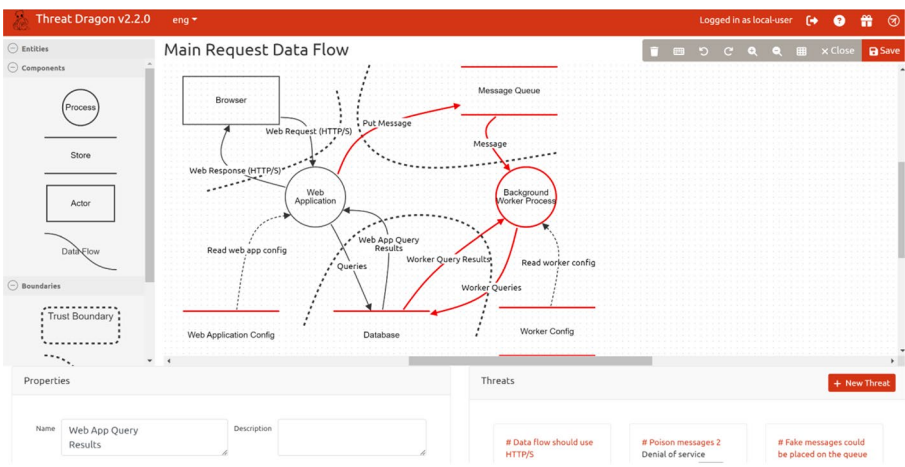 Threat Dragon v2.2.0
eng
Logged in as local-user
Entities
Components
Process
Store
Actor
Data Flow
Boundaries
Trust Boundary
Main Request Data Flow
Close
Save
Browser
Message Queue
Web Request (HTTP/S)
Put Message
Message
Web Response (HTTP/S)
Web
Application
Background
Worker Process
Read web app config
Web App Query
Results
Queries
Worker Query Results
Read worker config
Worker Queries
Web Application Config
Database
Worker Config
Properties
Name
Web App Query
Results
Description
Threats
+ New Threat
# Data flow should use
HTTP/S
# Poison messages 2
Denial of service
# Fake messages could
be placed on the queue